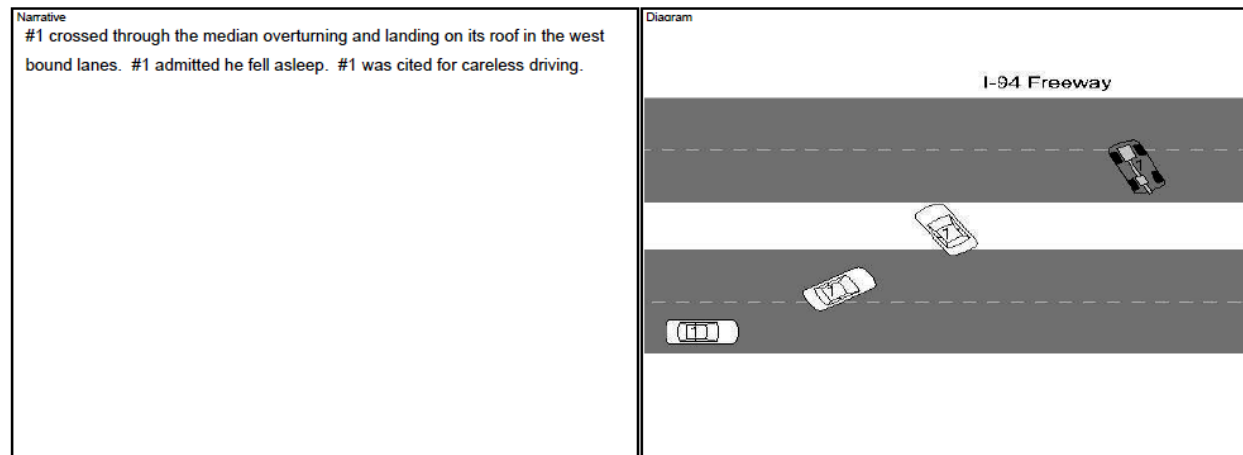 Narrative
#1 crossed through the median overturning and landing on its roof in the west
bound lanes.  #1 admitted he fell asleep.  #1 was cited for careless driving.
Diagram
I-94 Freeway
1